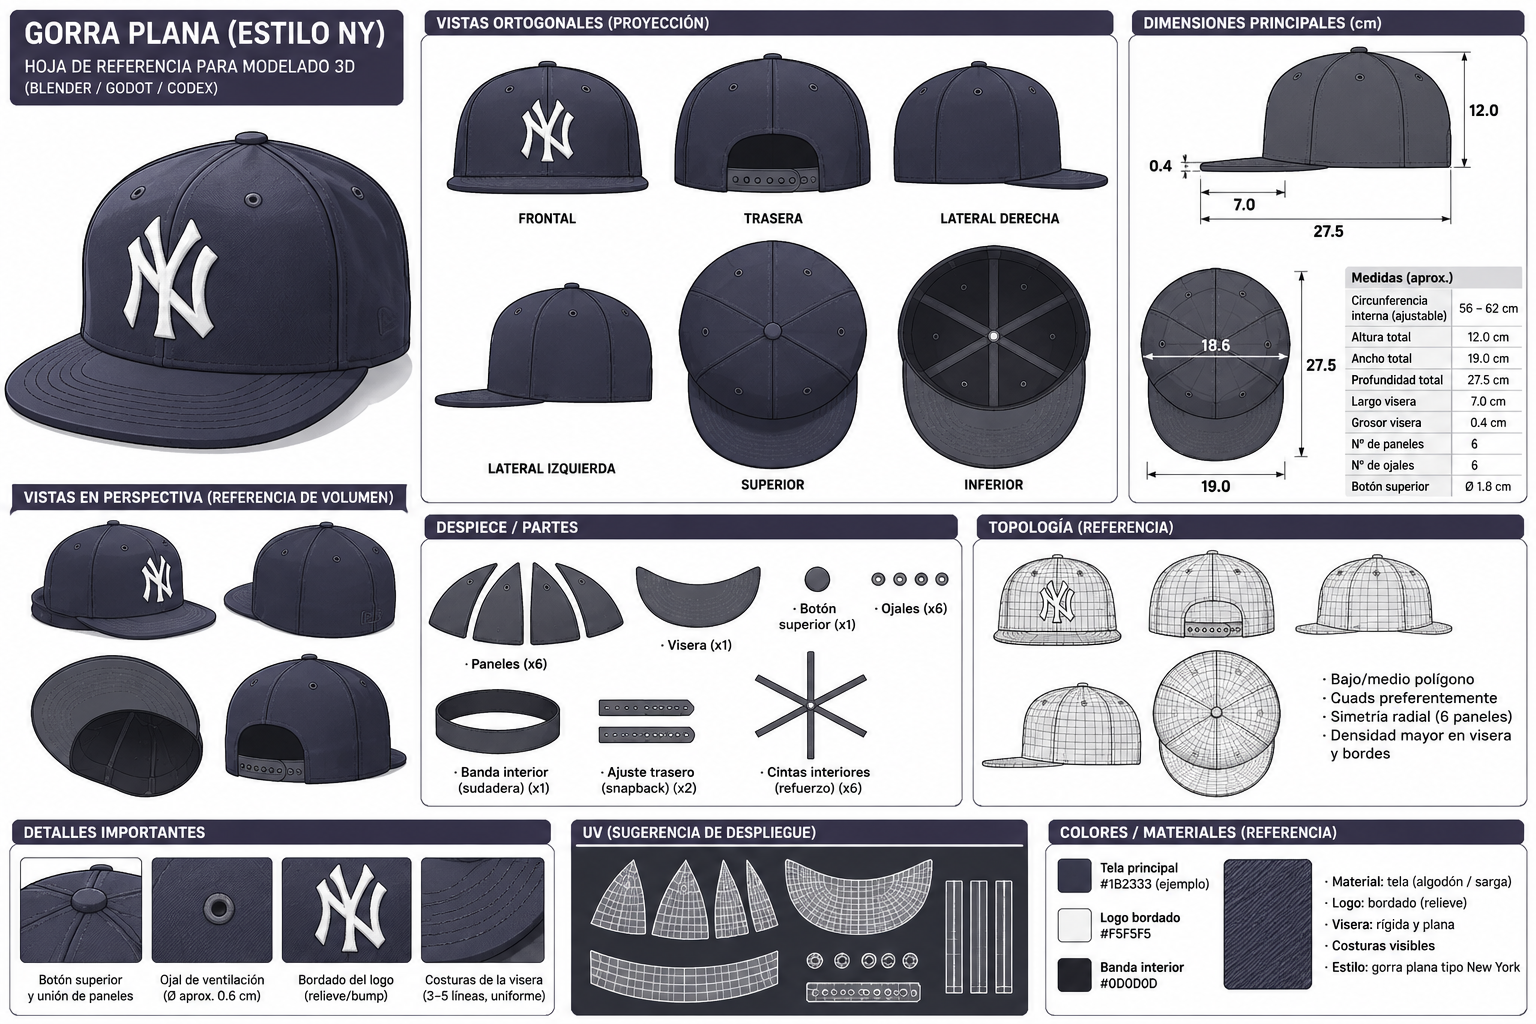 GORRA PLANA (ESTILO NY)
HOJA DE REFERENCIA PARA MODELADO 3D
(BLENDER / GODOT / CODEX)
NY
VISTAS ORTOGONALES (PROYECCIÓN)
NY
FRONTAL
TRASERA
LATERAL DERECHA
LATERAL IZQUIERDA
SUPERIOR
INFERIOR
DIMENSIONES PRINCIPALES (cm)
12.0
0.4
7.0
27.5
18.6
27.5
19.0
Medidas (aprox.)
Circunferencia
interna (ajustable) 56 – 62 cm
Altura total 12.0 cm
Ancho total 19.0 cm
Profundidad total 27.5 cm
Largo visera 7.0 cm
Grosor visera 0.4 cm
Nº de paneles 6
Nº de ojales 6
Botón superior Ø 1.8 cm
VISTAS EN PERSPECTIVA (REFERENCIA DE VOLUMEN)
NY
DESPIECE / PARTES
· Paneles (x6)
· Visera (x1)
· Botón
superior (x1)
· Ojales (x6)
· Banda interior
(sudadera) (x1)
· Ajuste trasero
(snapback) (x2)
· Cintas interiores
(refuerzo) (x6)
TOPOLOGÍA (REFERENCIA)
NY
· Bajo/medio polígono
· Cuads preferentemente
· Simetría radial (6 paneles)
· Densidad mayor en visera
y bordes
DETALLES IMPORTANTES
NY
Botón superior
y unión de paneles
Ojal de ventilación
(Ø aprox. 0.6 cm)
Bordado del logo
(relieve/bump)
Costuras de la visera
(3–5 líneas, uniforme)
UV (SUGERENCIA DE DESPLIEGUE)
COLORES / MATERIALES (REFERENCIA)
Tela principal
#1B2333 (ejemplo)
Logo bordado
#F5F5F5
Banda interior
#0D0D0D
· Material: tela (algodón / sarga)
· Logo: bordado (relieve)
· Visera: rígida y plana
· Costuras visibles
· Estilo: gorra plana tipo New York